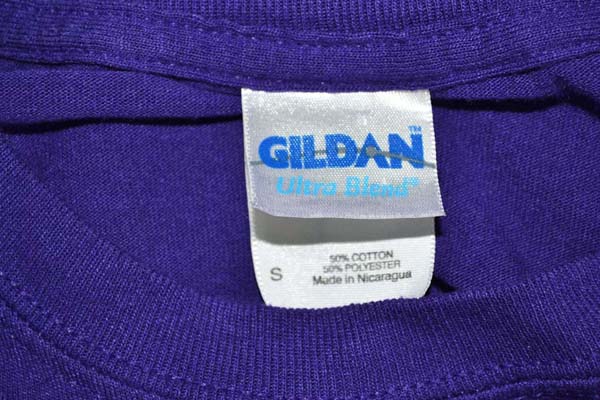 GILDAN™
Ultra Blend®
S
50% COTTON
50% POLYESTER
Made in Nicaragua